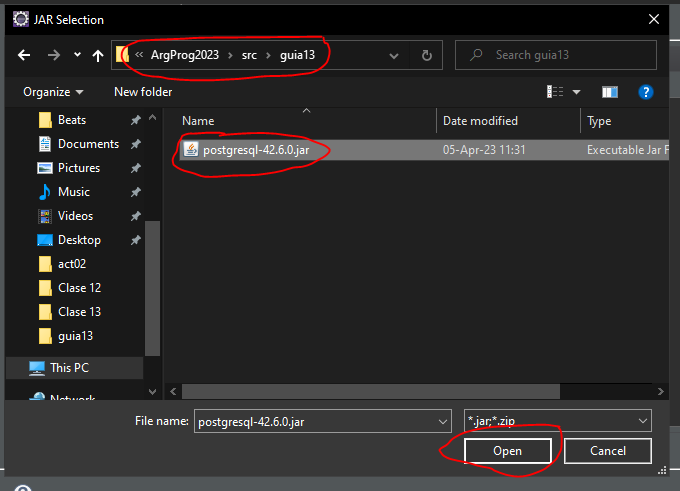 JAR Selection
« ArgProg2023 > src > guia13
Search guia13
Organize
New folder
Beats
Documents
Pictures
Music
Videos
Desktop
act02
Clase 12
Clase 13
guia13
This PC
Network
Name Date modified Type
postgresql-42.6.0.jar 05-Apr-23 11:31 Executable Jar F
File name: postgresql-42.6.0.jar
*.jar;*.zip
Open
Cancel